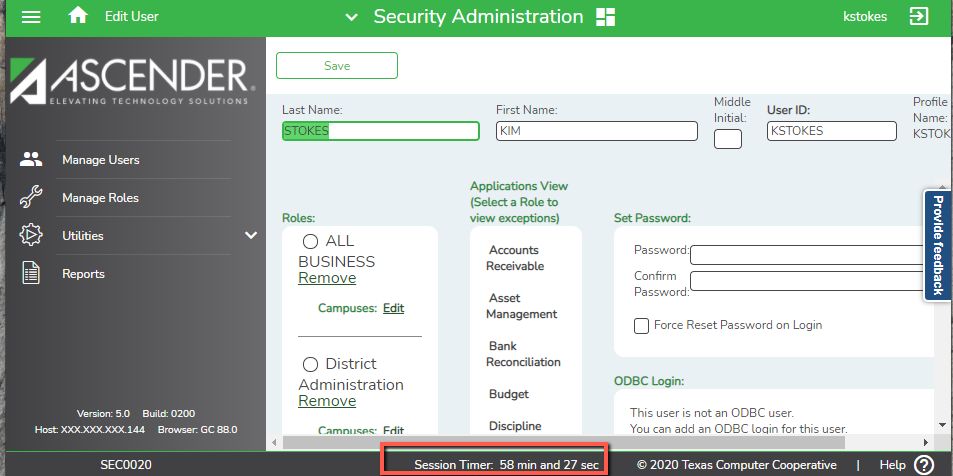 Edit User
Security Administration
kstokes
ASCENDER®
ELEVATING TECHNOLOGY SOLUTIONS
Manage Users
Manage Roles
Utilities
Reports
Version: 5.0 Build: 0200
Host: XXX.XXX.XXX.144 Browser: GC 88.0
Save
Last Name:
STOKES
First Name:
KIM
Middle
Initial:
User ID:
KSTOKES
Profile
Name:
KSTOK
Roles:
ALL
BUSINESS
Remove
Campuses: Edit
District
Administration
Remove
Campuses: Edit
Applications View
(Select a Role to
view exceptions)
Accounts
Receivable
Asset
Management
Bank
Reconciliation
Budget
Discipline
Set Password:
Password:
Confirm
Password:
Force Reset Password on Login
ODBC Login:
This user is not an ODBC user.
You can add an ODBC login for this user.
Provide feedback
SEC0020
Session Timer: 58 min and 27 sec
© 2020 Texas Computer Cooperative | Help ?